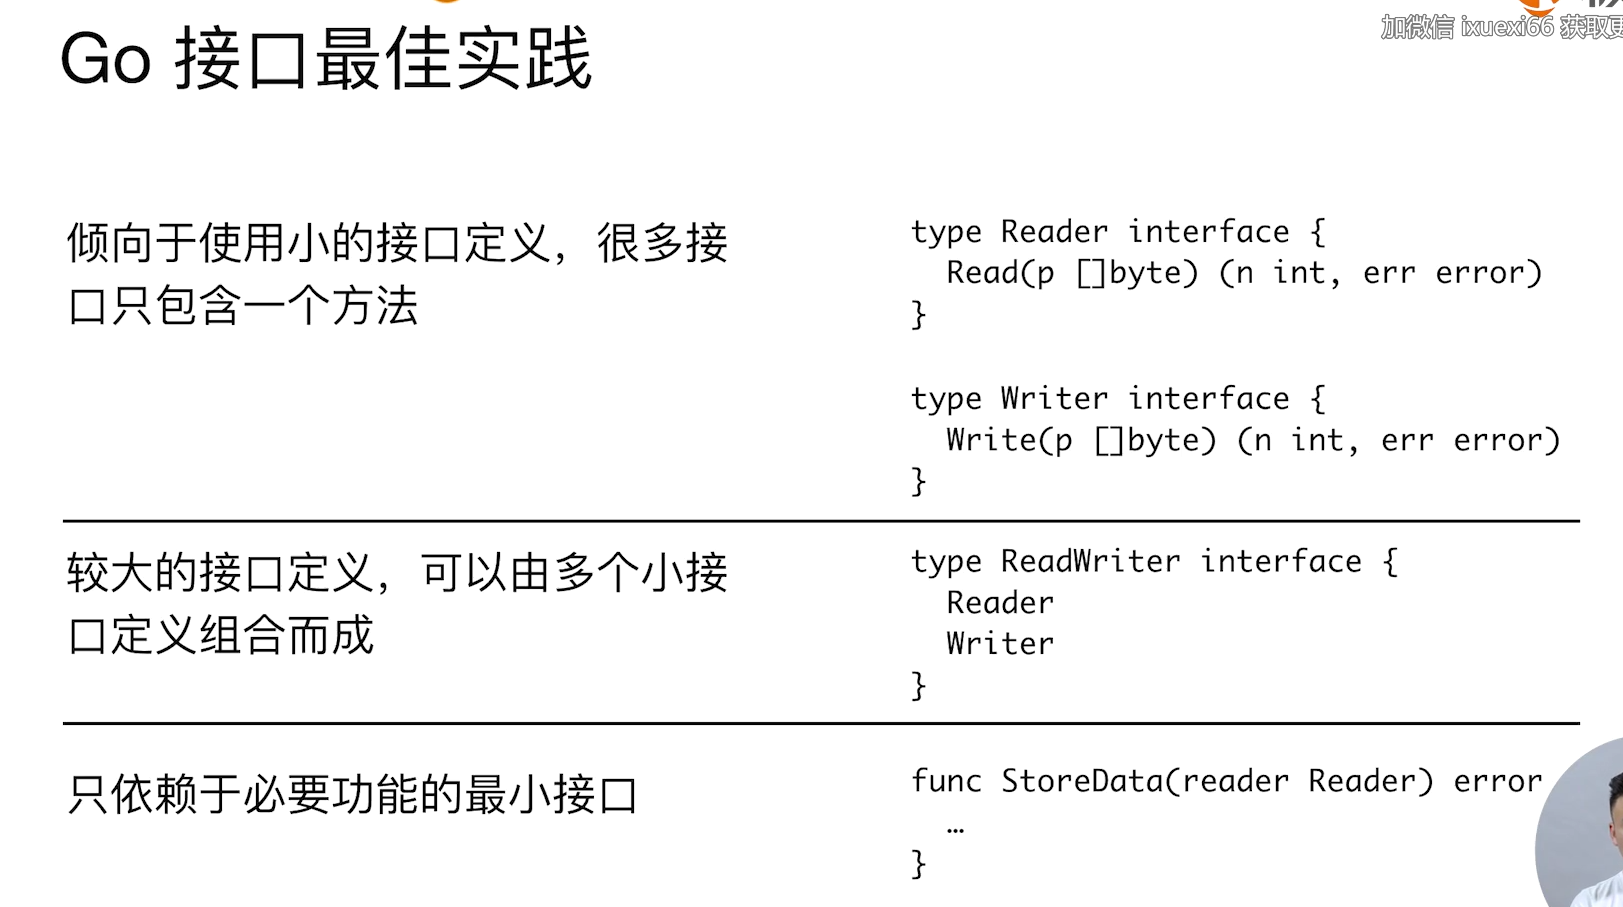 加微信 ixuexi66 获取
Go 接口最佳实践
倾向于使用小的接口定义，很多接
口只包含一个方法
type Reader interface {
  Read(p []byte) (n int, err error)
}
type Writer interface {
  Write(p []byte) (n int, err error)
}
较大的接口定义，可以由多个小接
口定义组合而成
type ReadWriter interface {
  Reader
  Writer
}
只依赖于必要功能的最小接口
func StoreData(reader Reader) error
  …
}